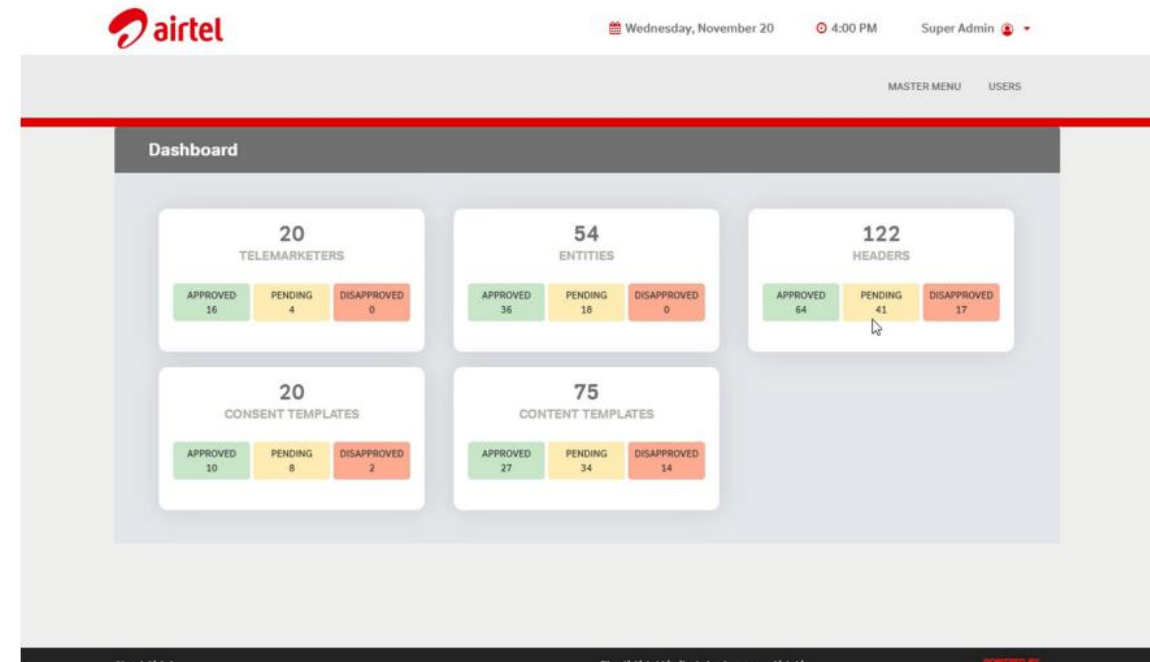 airtel
Wednesday, November 20 4:00 PM Super Admin
MASTER MENU USERS
Dashboard
20
TELEMARKETERS
APPROVED PENDING DISAPPROVED
16 4 0
54
ENTITIES
APPROVED PENDING DISAPPROVED
36 18 0
122
HEADERS
APPROVED PENDING DISAPPROVED
64 41 17
20
CONSENT TEMPLATES
APPROVED PENDING DISAPPROVED
10 8 2
75
CONTENT TEMPLATES
APPROVED PENDING DISAPPROVED
27 34 14